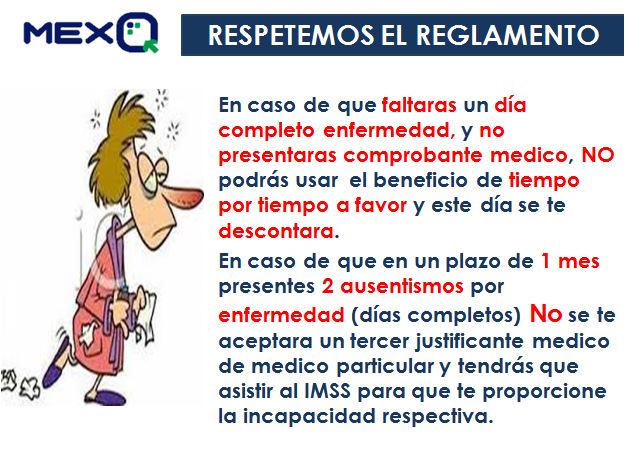 MEXQ
RESPETEMOS EL REGLAMENTO
En caso de que faltaras un día
completo enfermedad, y no
presentaras comprobante medico, NO
podrás usar el beneficio de tiempo
por tiempo a favor y este día se te
descontara.
En caso de que en un plazo de 1 mes
presentes 2 ausentismos por
enfermedad (días completos) No se te
aceptara un tercer justificante medico
de medico particular y tendrás que
asistir al IMSS para que te proporcione
la incapacidad respectiva.